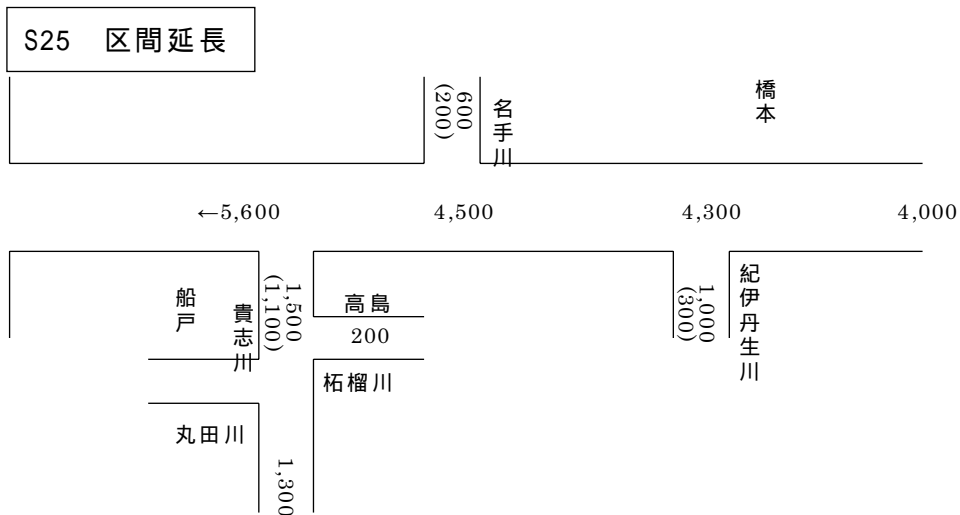 S25　区間延長
600
(200)
名手川
橋本
←5,600
4,500
4,300
4,000
船戸
貴志川
1,500
(1,100)
高島
200
柘榴川
1,000
(300)
紀伊丹生川
丸田川
1,300